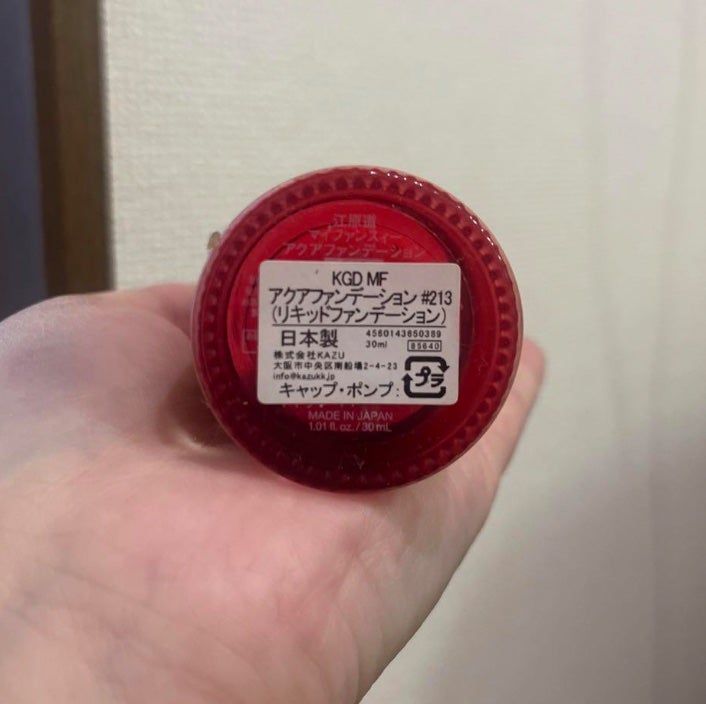 江原道
マイファンスィー
アクアファンデーション
KGD MF
アクアファンデーション #213
(リキッドファンデーション)
日本製
4560143850389
30ml
85640
株式会社KAZU
大阪市中央区南船場2-4-23
info@kazukk.jp
プラ
キャップ・ポンプ:
MADE IN JAPAN
1.01 fl. oz. / 30 mL